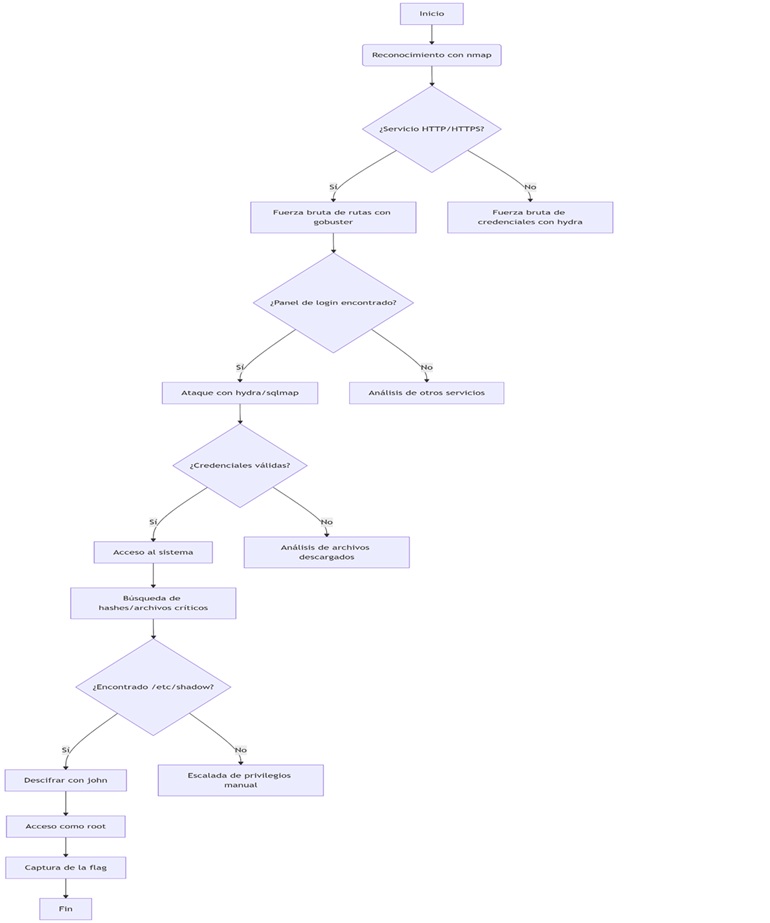 Inicio
Reconocimiento con nmap
¿Servicio HTTP/HTTPS?
Sí
No
Fuerza bruta de rutas con
gobuster
Fuerza bruta de
credenciales con hydra
¿Panel de login encontrado?
Sí
No
Ataque con hydra/sqlmap
Análisis de otros servicios
¿Credenciales válidas?
Sí
No
Acceso al sistema
Análisis de archivos
descargados
Búsqueda de
hashes/archivos críticos
¿Encontrado /etc/shadow?
Sí
No
Descifrar con john
Escalada de privilegios
manual
Acceso como root
Captura de la flag
Fin